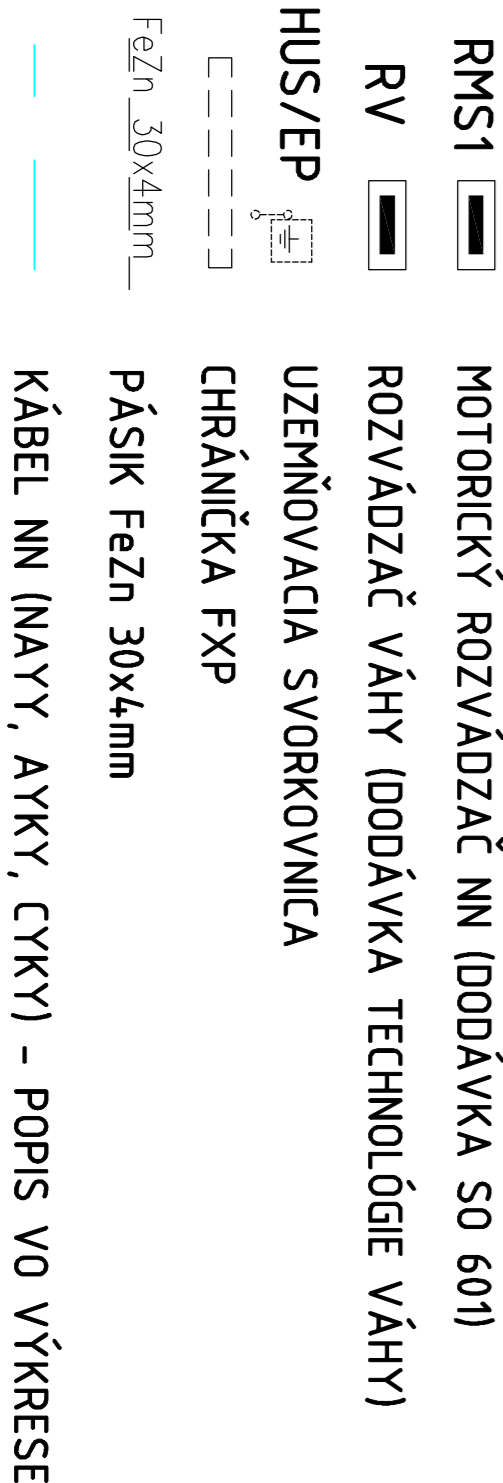 RMS1 MOTORICKÝ ROZVÁDZAČ NN (DODÁVKA SO 601)
RV ROZVÁDZAČ VÁHY (DODÁVKA TECHNOLÓGIE VÁHY)
HUS/EP UZEMŇOVACIA SVORKOVNICA
CHRÁNIČKA FXP
FeZn 30x4mm PÁSIK FeZn 30x4mm
KÁBEL NN (NAYY, AYKY, CYKY) - POPIS VO VÝKRESE